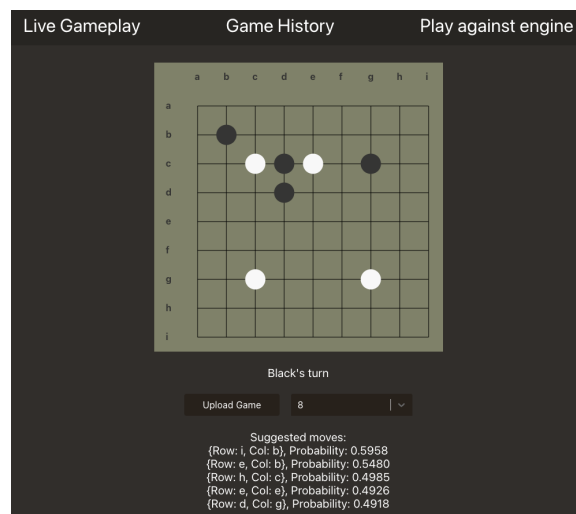 Live Gameplay Game History Play against engine
a b c d e f g h i
a
b
c
d
e
f
g
h
i
Black's turn
Upload Game 8
Suggested moves:
{Row: i, Col: b}, Probability: 0.5958
{Row: e, Col: b}, Probability: 0.5480
{Row: h, Col: c}, Probability: 0.4985
{Row: e, Col: e}, Probability: 0.4926
{Row: d, Col: g}, Probability: 0.4918